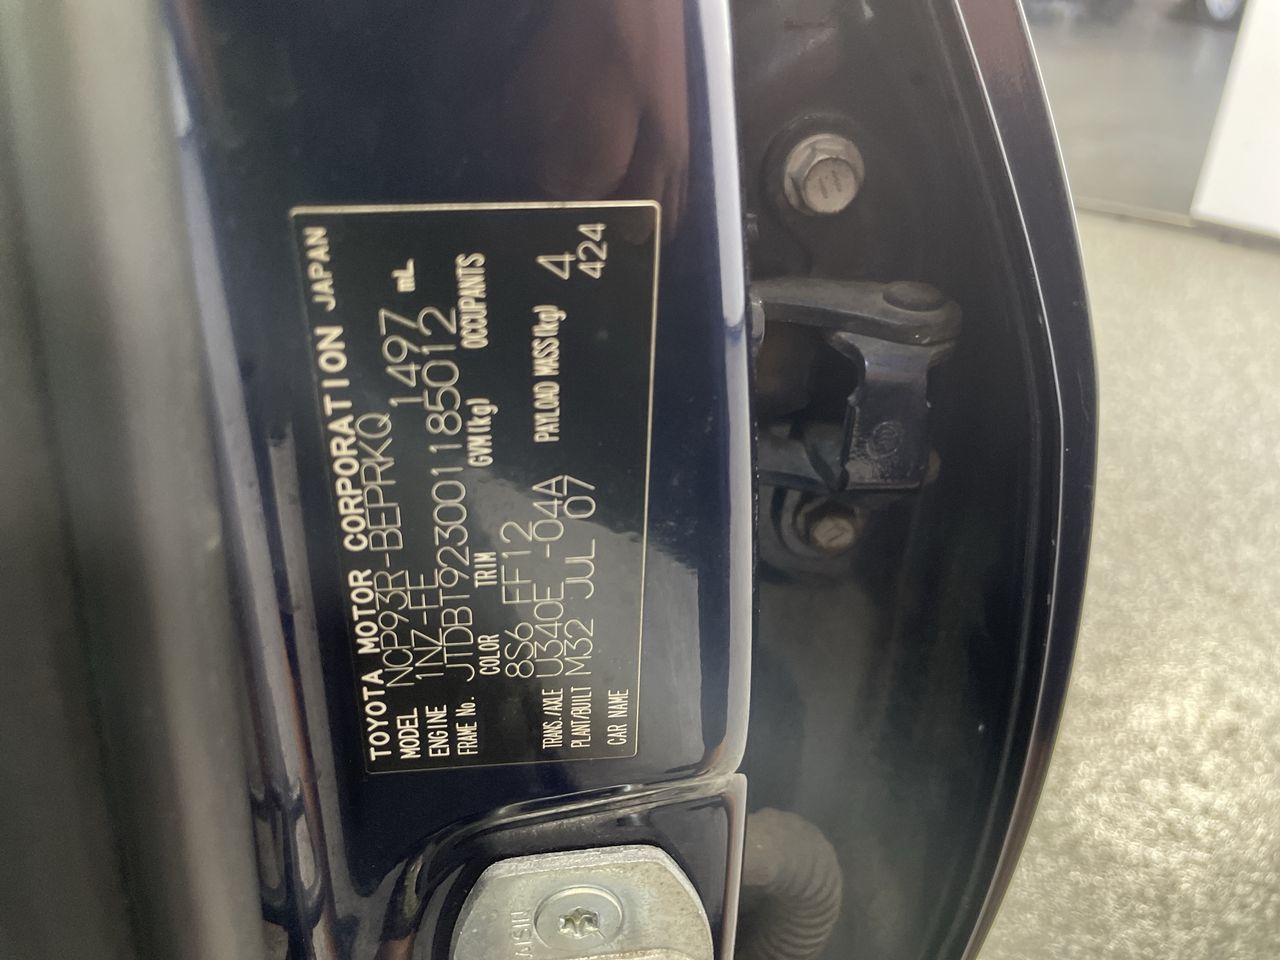 TOYOTA MOTOR CORPORATION JAPAN
MODEL NCP93R-BEPRKQ
ENGINE 1NZ-FE 1497 mL
FRAME No. JTDBT923001185012
COLOR TRIM GVM(kg) OCCUPANTS
8S6 FF12
TRANS./AXLE U340E -04A PAYLOAD MASS(kg) 4
PLANT/BUILT M32 JUL 07 424
CAR NAME
AISIN